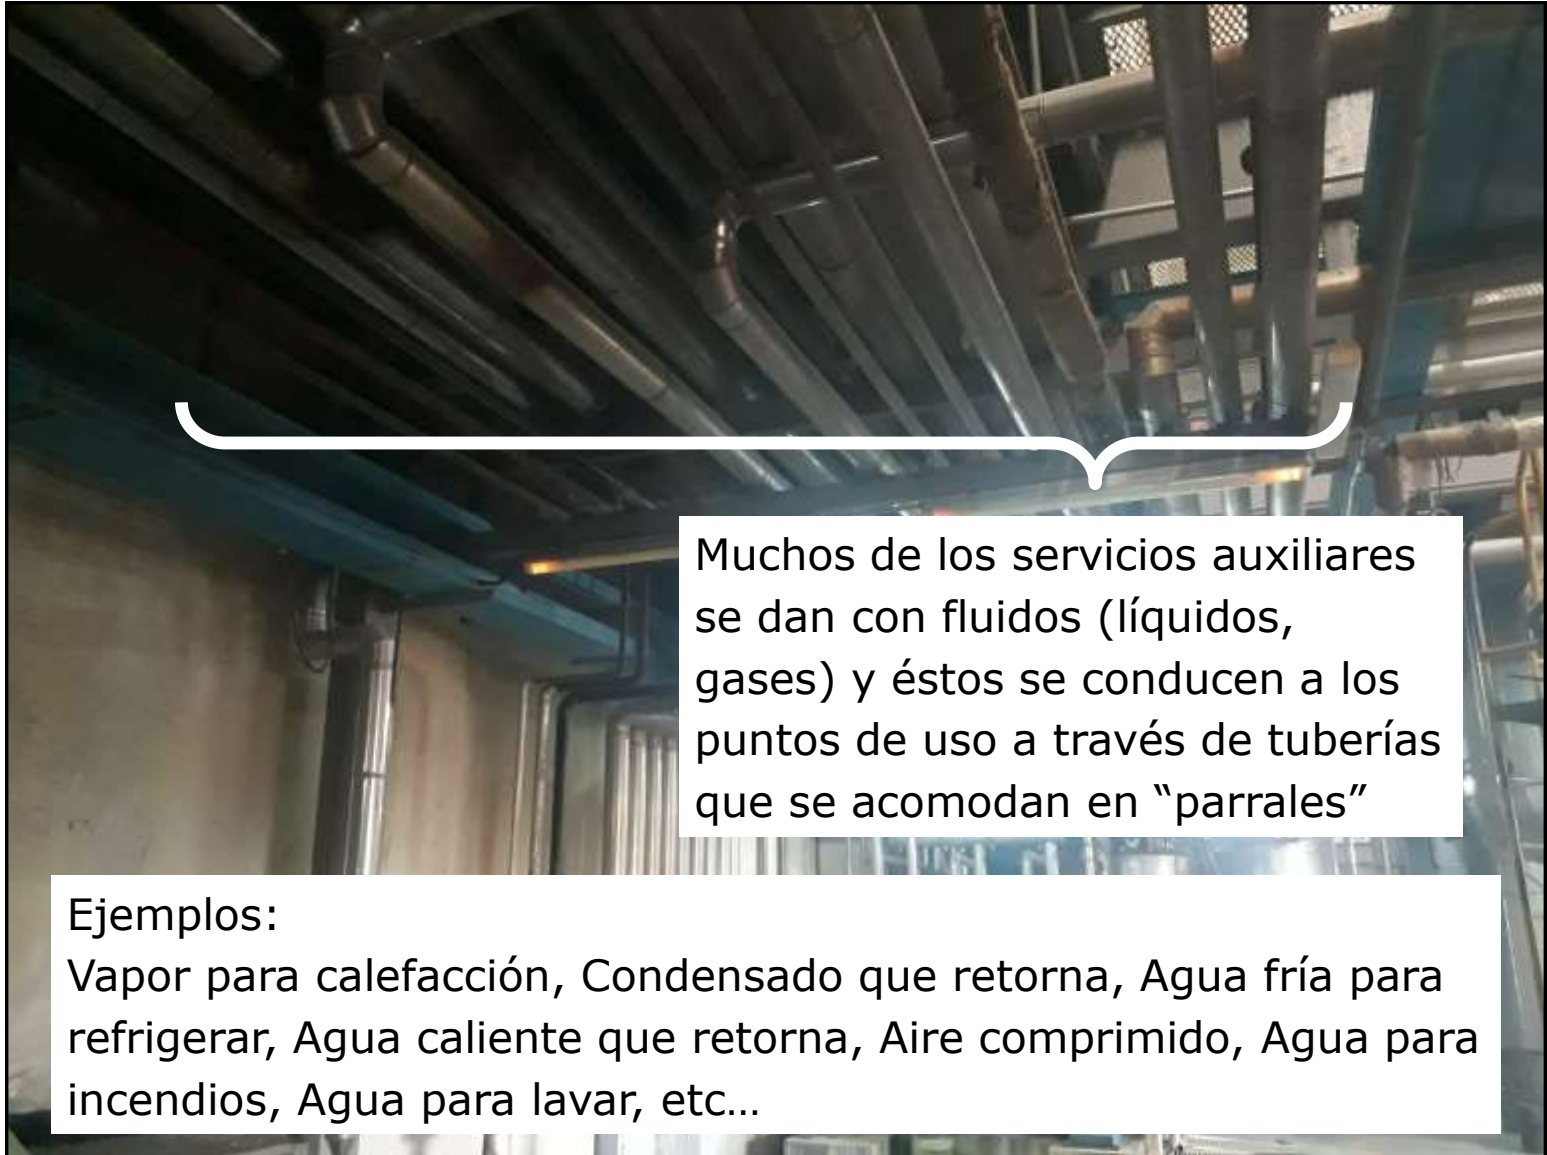 Muchos de los servicios auxiliares
se dan con fluidos (líquidos,
gases) y éstos se conducen a los
puntos de uso a través de tuberías
que se acomodan en “parrales”
Ejemplos:
Vapor para calefacción, Condensado que retorna, Agua fría para
refrigerar, Agua caliente que retorna, Aire comprimido, Agua para
incendios, Agua para lavar, etc…